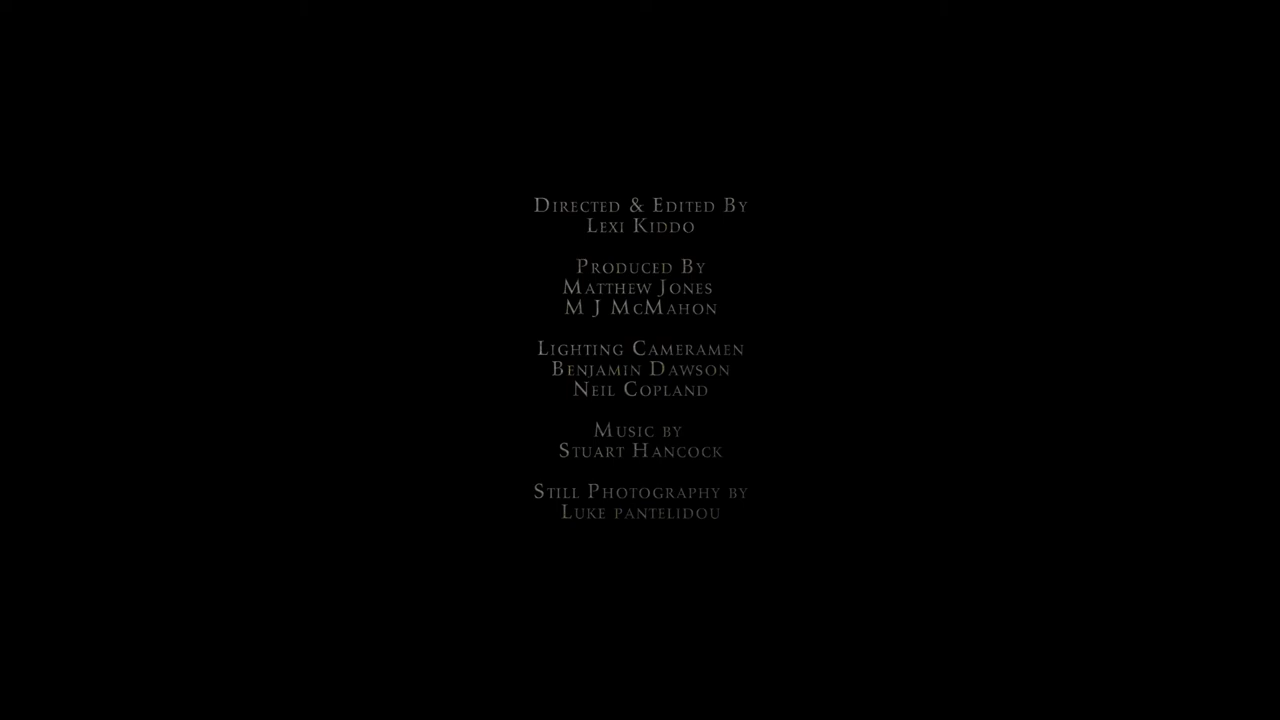 Directed & Edited By
Lexi Kiddo
Produced By
Matthew Jones
M J McMahon
Lighting Cameramen
Benjamin Dawson
Neil Copland
Music by
Stuart Hancock
Still Photography by
Luke pantelidou